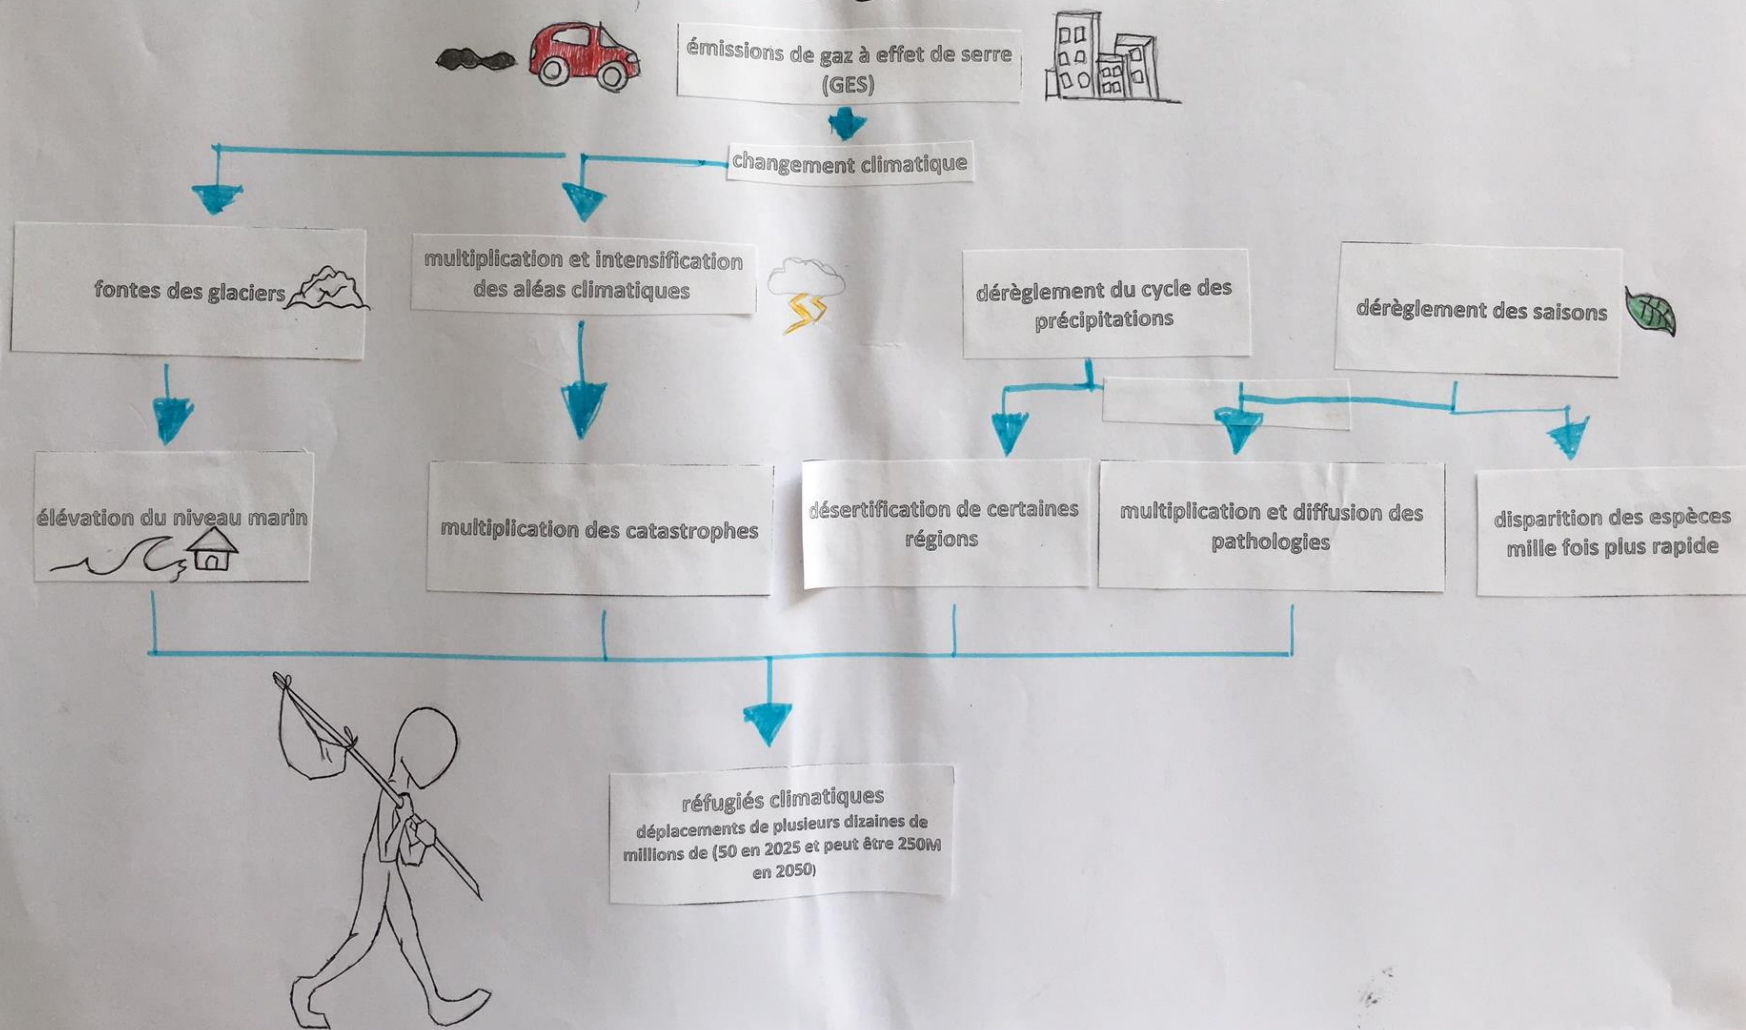 émissions de gaz à effet de serre
(GES)
changement climatique
fontes des glaciers
multiplication et intensification
des aléas climatiques
dérèglement du cycle des
précipitations
dérèglement des saisons
élévation du niveau marin
multiplication des catastrophes
désertification de certaines
régions
multiplication et diffusion des
pathologies
disparition des espèces
mille fois plus rapide
réfugiés climatiques
déplacements de plusieurs dizaines de
millions de (50 en 2025 et peut être 250M
en 2050)